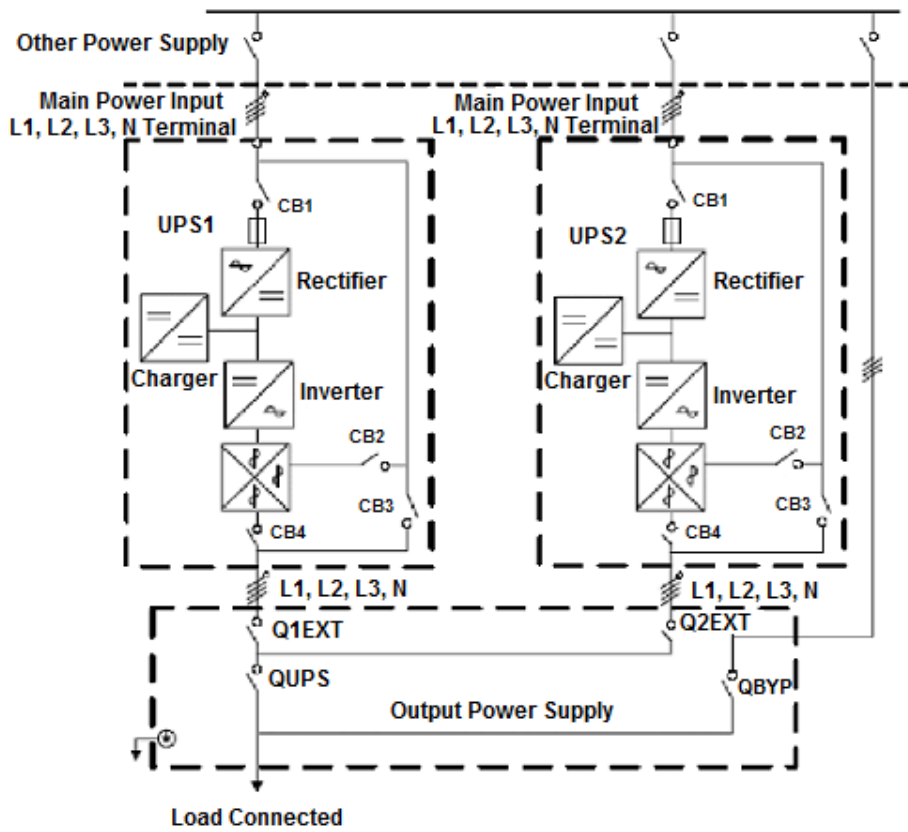 Other Power Supply
Main Power Input
L1, L2, L3, N Terminal
Main Power Input
L1, L2, L3, N Terminal
CB1
CB1
UPS1
UPS2
Rectifier
Rectifier
Charger
Charger
Inverter
Inverter
CB2
CB2
CB3
CB3
CB4
CB4
L1, L2, L3, N
L1, L2, L3, N
Q1EXT
Q2EXT
QUPS
QBYP
Output Power Supply
Load Connected